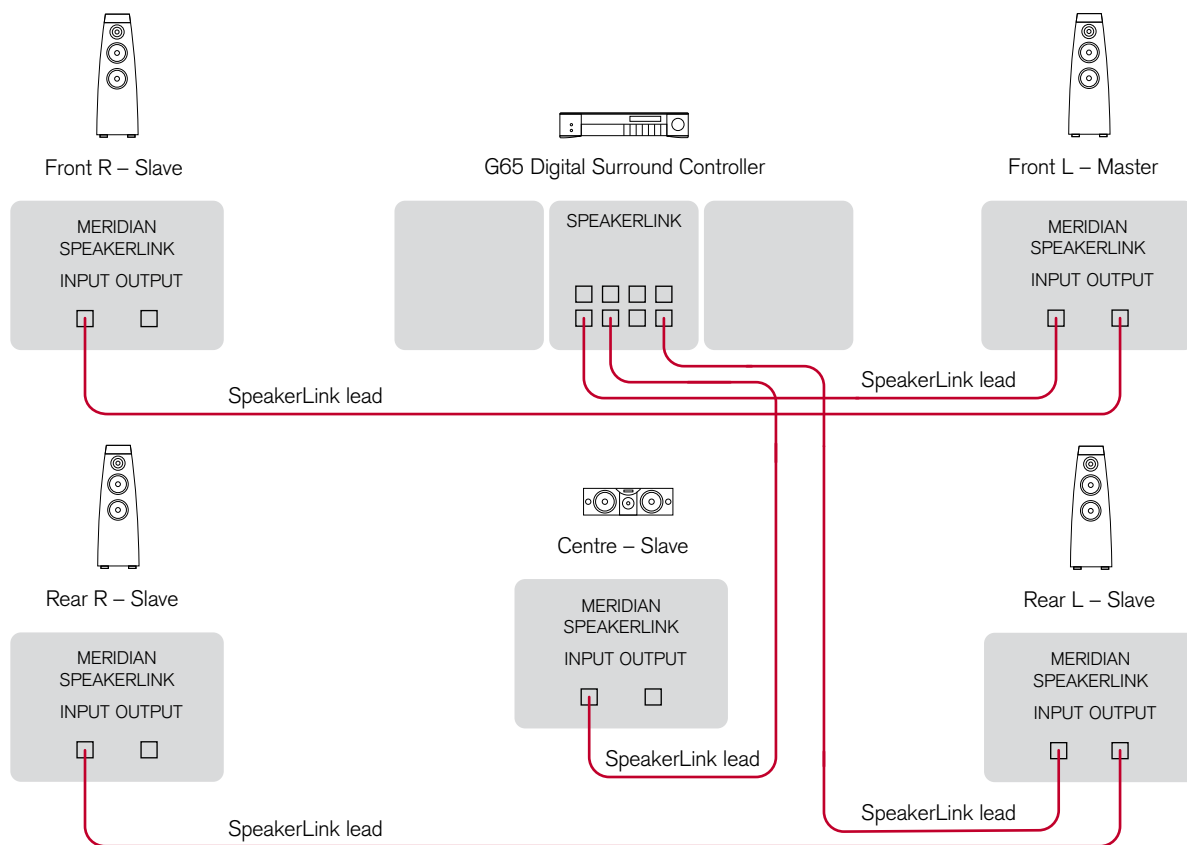 Front R – Slave
G65 Digital Surround Controller
Front L – Master
MERIDIAN
SPEAKERLINK
INPUT OUTPUT
SPEAKERLINK
MERIDIAN
SPEAKERLINK
INPUT OUTPUT
SpeakerLink lead
SpeakerLink lead
Rear R – Slave
Centre – Slave
Rear L – Slave
MERIDIAN
SPEAKERLINK
INPUT OUTPUT
MERIDIAN
SPEAKERLINK
INPUT OUTPUT
MERIDIAN
SPEAKERLINK
INPUT OUTPUT
SpeakerLink lead
SpeakerLink lead
SpeakerLink lead